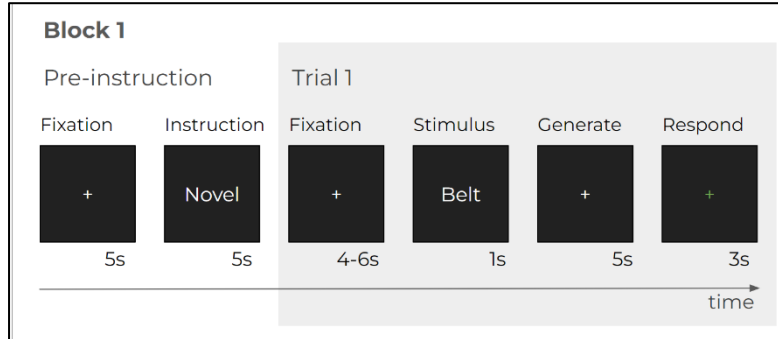 Block 1
Pre-instruction Trial 1
Fixation Instruction Fixation Stimulus Generate Respond
+ Novel + Belt + +
5s 5s 4-6s 1s 5s 3s
time